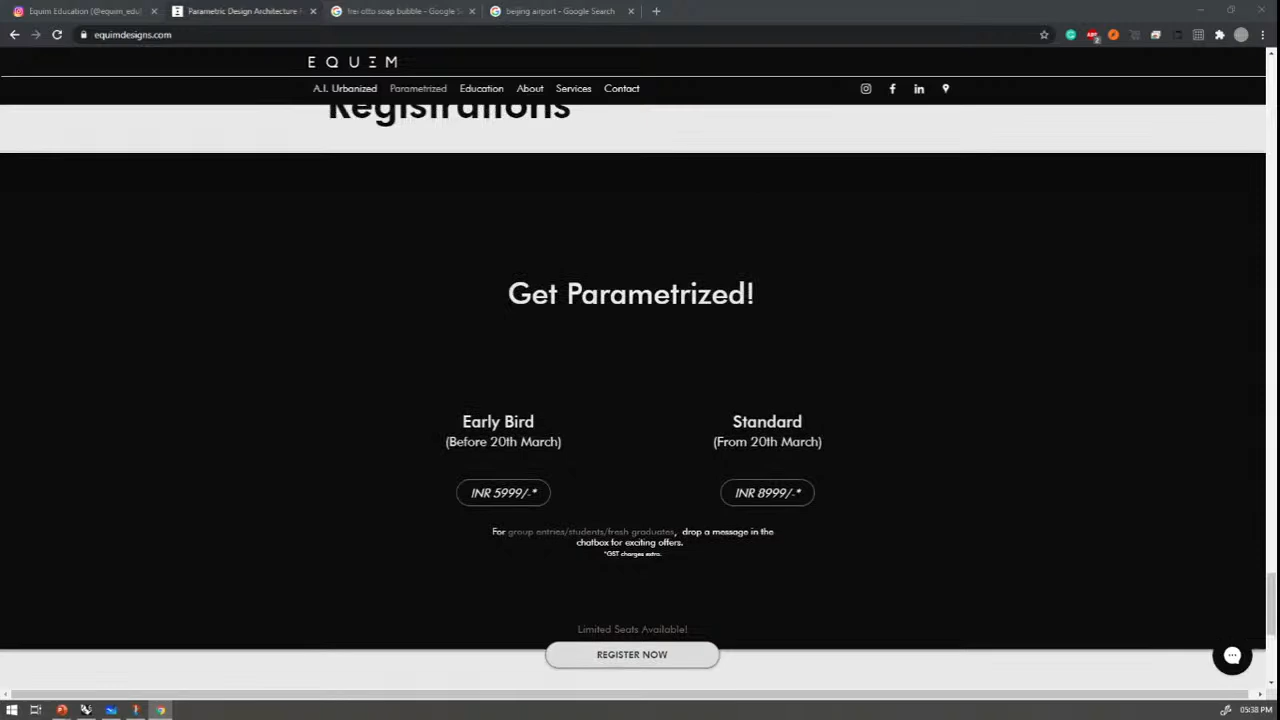 Equim Education (@equim_edu!
Parametric Design Architecture F
frei otto soap bubble - Google S
beijing airport - Google Search
equimdesigns.com
2
EQUIM
A.I. Urbanized Parametrized Education About Services Contact
Registrations
Get Parametrized!
Early Bird
(Before 20th March)
INR 5999/-*
Standard
(From 20th March)
INR 8999/-*
For group entries/students/fresh graduates, drop a message in the
chatbox for exciting offers.
*GST charges extra.
Limited Seats Available!
REGISTER NOW
05:38 PM